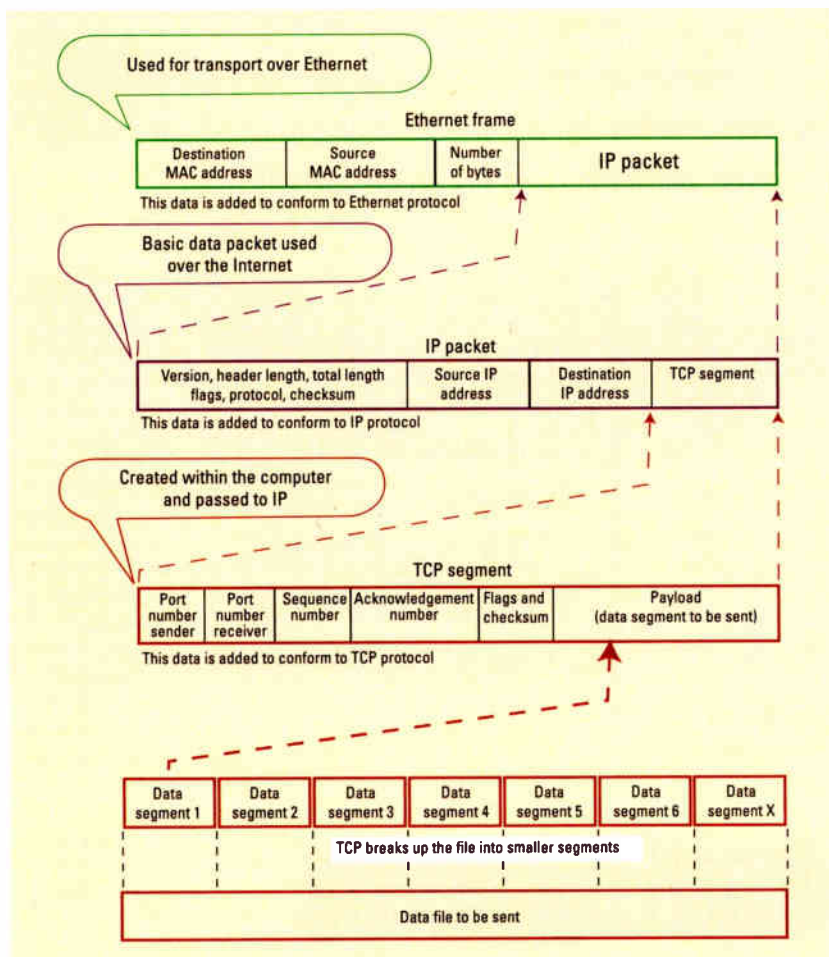 Used for transport over Ethernet
Ethernet frame
Destination
MAC address
Source
MAC address
Number
of bytes
IP packet
This data is added to conform to Ethernet protocol
Basic data packet used
over the Internet
IP packet
Version, header length, total length
flags, protocol, checksum
Source IP
address
Destination
IP address
TCP segment
This data is added to conform to IP protocol
Created within the computer
and passed to IP
TCP segment
Port
number
sender
Port
number
receiver
Sequence
number
Acknowledgement
number
Flags and
checksum
Payload
(data segment to be sent)
This data is added to conform to TCP protocol
Data
segment 1
Data
segment 2
Data
segment 3
Data
segment 4
Data
segment 5
Data
segment 6
Data
segment X
TCP breaks up the file into smaller segments
Data file to be sent